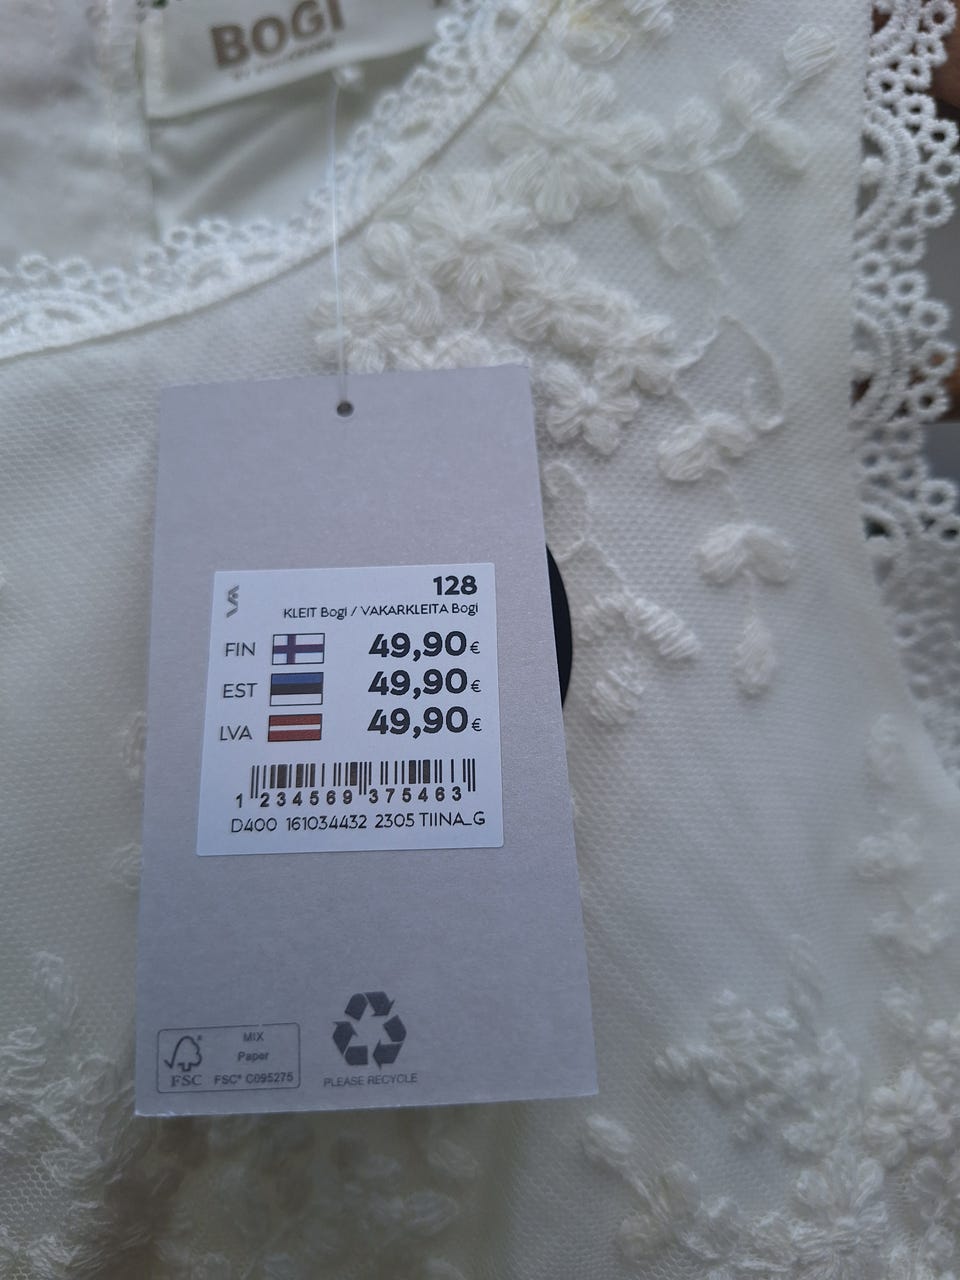 BOGI
BY
128
KLEIT Bogi / VAKARKLEITA Bogi
FIN 49,90€
EST 49,90€
LVA 49,90€
1 234569 375463
D400 161034432 2305 TIINA_G
MIX
Paper
FSC FSC® C095275
PLEASE RECYCLE